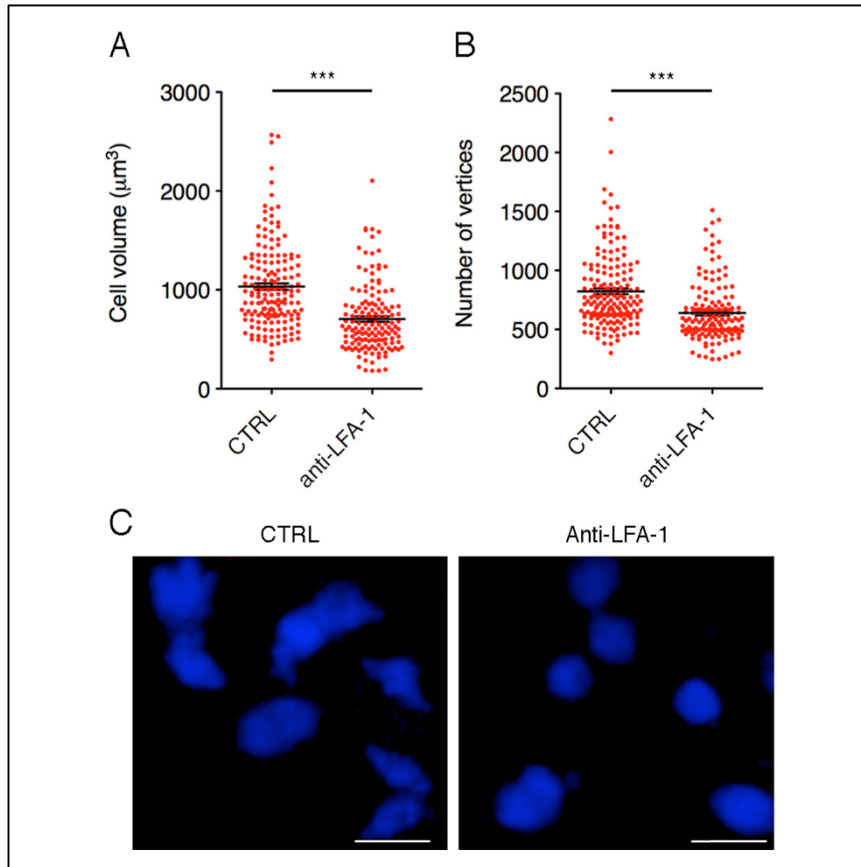 A
***
3000
2000
1000
0
Cell volume (μm³)
CTRL
anti-LFA-1
B
***
2500
2000
1500
1000
500
0
Number of vertices
CTRL
anti-LFA-1
C
CTRL
Anti-LFA-1